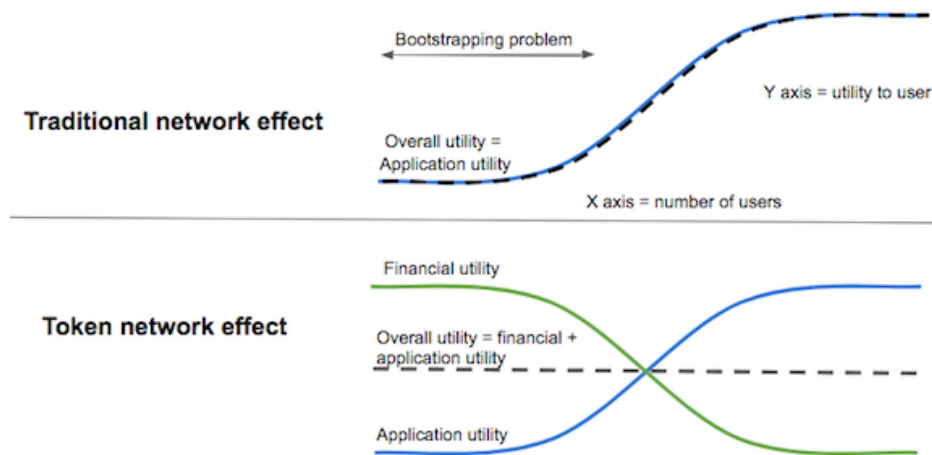 Bootstrapping problem
Y axis = utility to user
Traditional network effect
Overall utility =
Application utility
X axis = number of users
Financial utility
Token network effect
Overall utility = financial +
application utility
Application utility